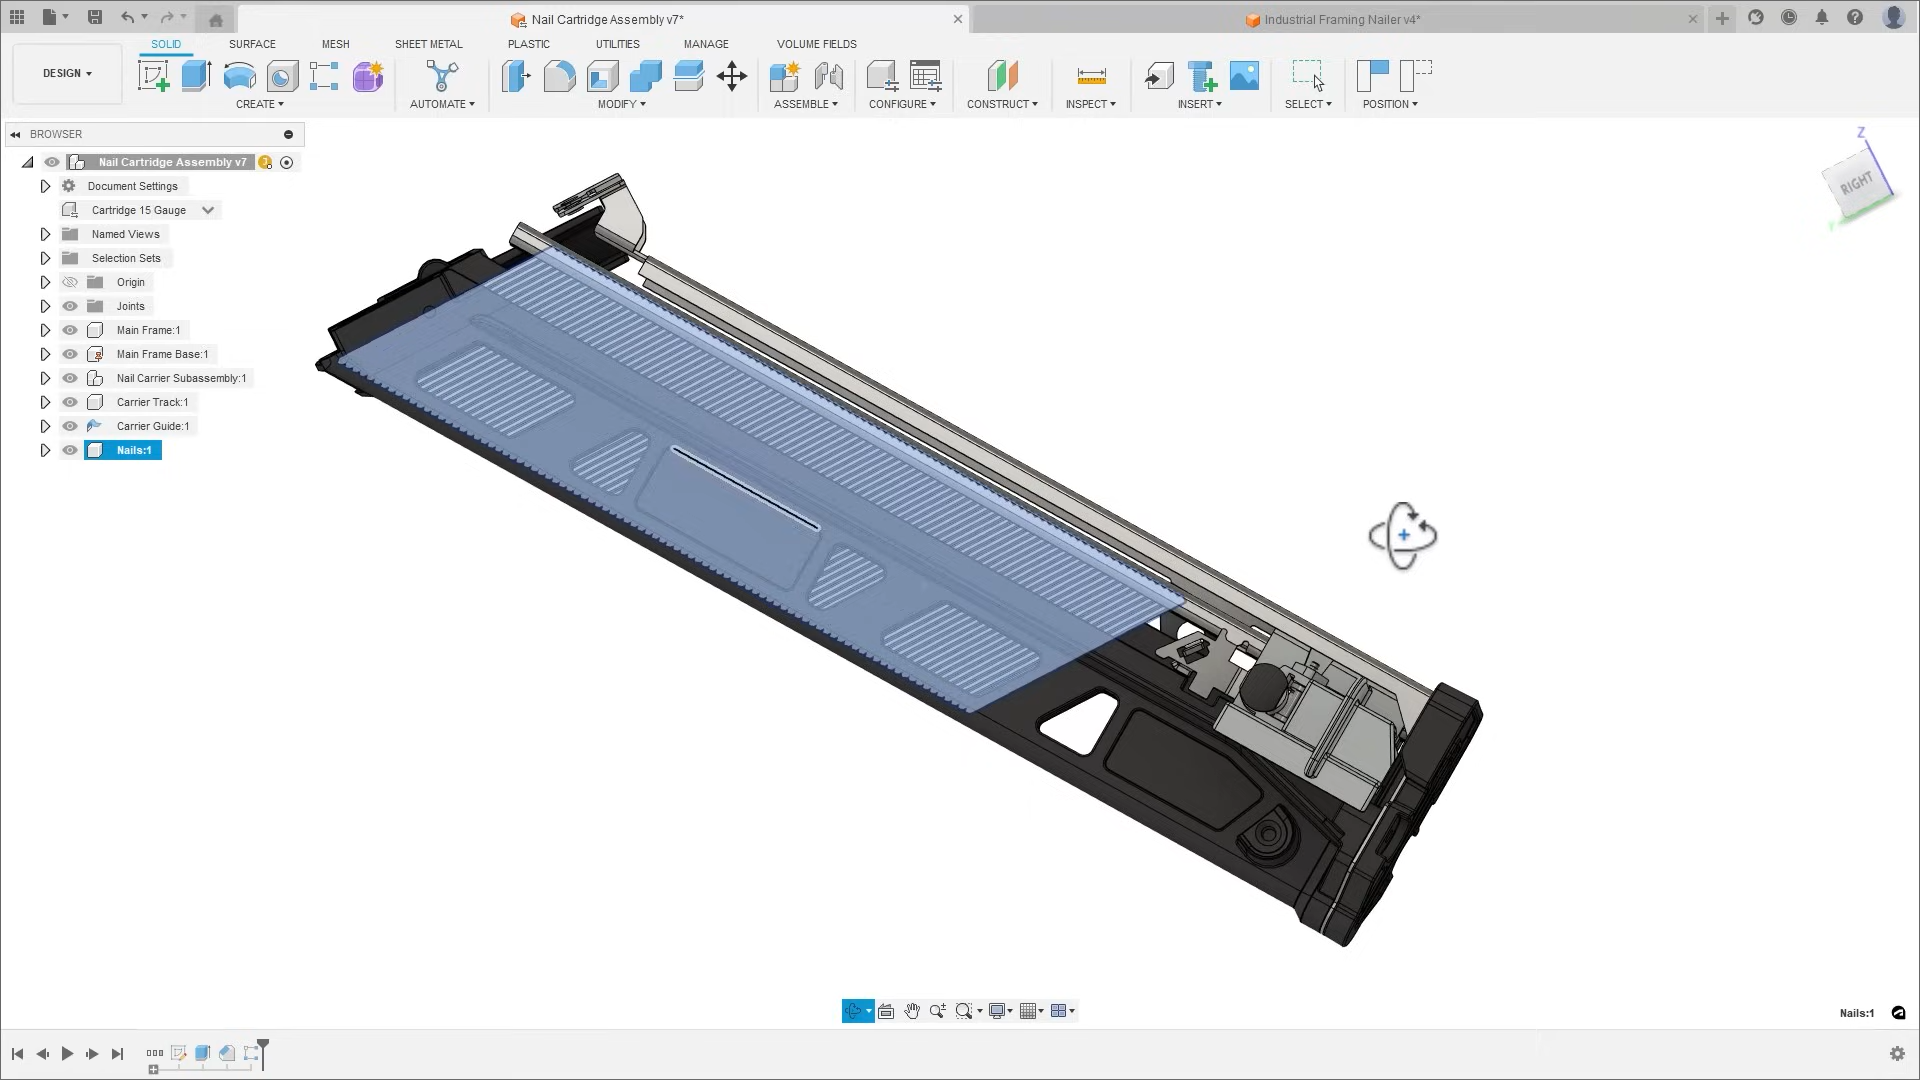 Nail Cartridge Assembly v7*
Industrial Framing Nailer v4*
DESIGN
SOLID
SURFACE
MESH
SHEET METAL
PLASTIC
UTILITIES
MANAGE
VOLUME FIELDS
CREATE
AUTOMATE
MODIFY
ASSEMBLE
CONFIGURE
CONSTRUCT
INSPECT
INSERT
SELECT
POSITION
BROWSER
Nail Cartridge Assembly v7
Document Settings
Cartridge 15 Gauge
Named Views
Selection Sets
Origin
Joints
Main Frame:1
Main Frame Base:1
Nail Carrier Subassembly:1
Carrier Track:1
Carrier Guide:1
Nails:1
Z
RIGHT
Nails:1